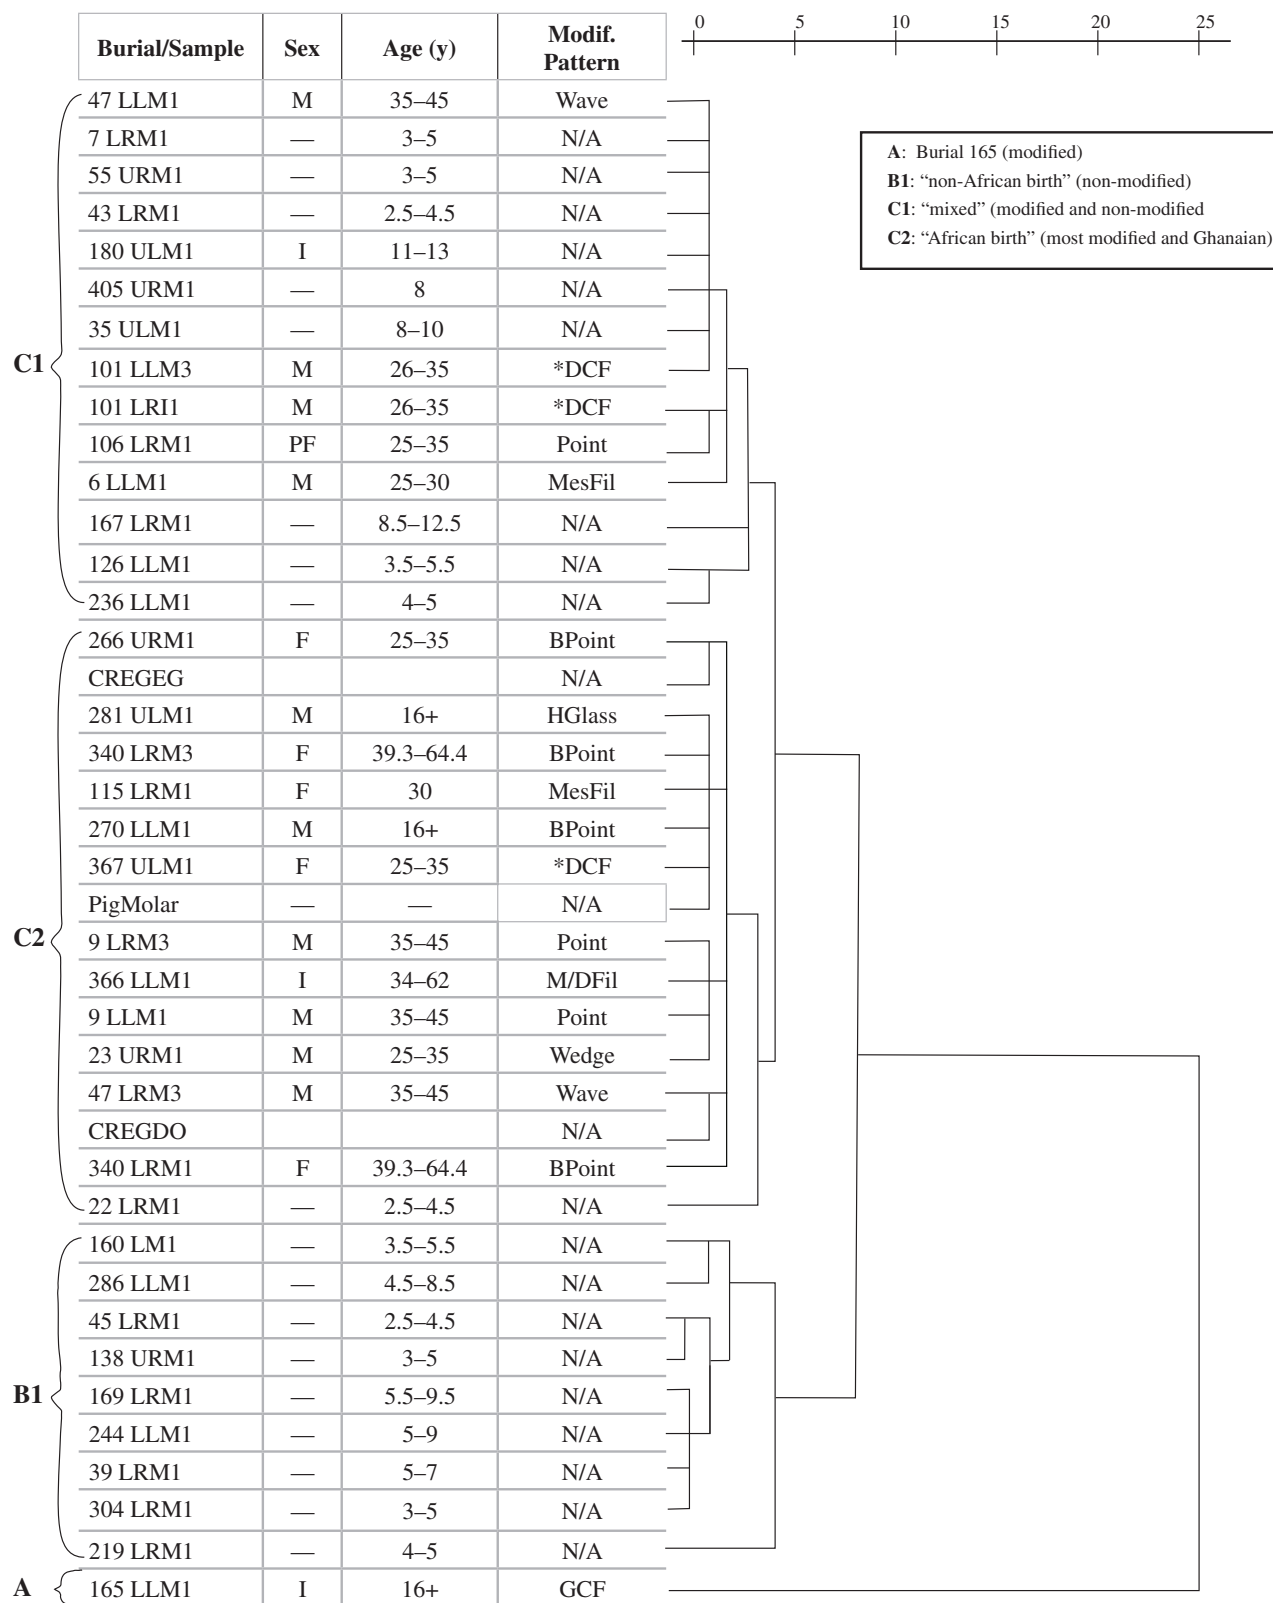 Burial/Sample Sex Age (y) Modif. Pattern
0 5 10 15 20 25
47 LLM1 M 35–45 Wave
7 LRM1 — 3–5 N/A
55 URM1 — 3–5 N/A
43 LRM1 — 2.5–4.5 N/A
180 ULM1 I 11–13 N/A
405 URM1 — 8 N/A
35 ULM1 — 8–10 N/A
C1
101 LLM3 M 26–35 *DCF
101 LRI1 M 26–35 *DCF
106 LRM1 PF 25–35 Point
6 LLM1 M 25–30 MesFil
167 LRM1 — 8.5–12.5 N/A
126 LLM1 — 3.5–5.5 N/A
236 LLM1 — 4–5 N/A
266 URM1 F 25–35 BPoint
CREGEG N/A
281 ULM1 M 16+ HGlass
340 LRM3 F 39.3–64.4 BPoint
115 LRM1 F 30 MesFil
270 LLM1 M 16+ BPoint
367 ULM1 F 25–35 *DCF
PigMolar — — N/A
C2
9 LRM3 M 35–45 Point
366 LLM1 I 34–62 M/DFil
9 LLM1 M 35–45 Point
23 URM1 M 25–35 Wedge
47 LRM3 M 35–45 Wave
CREGDO N/A
340 LRM1 F 39.3–64.4 BPoint
22 LRM1 — 2.5–4.5 N/A
160 LM1 — 3.5–5.5 N/A
286 LLM1 — 4.5–8.5 N/A
45 LRM1 — 2.5–4.5 N/A
138 URM1 — 3–5 N/A
B1
169 LRM1 — 5.5–9.5 N/A
244 LLM1 — 5–9 N/A
39 LRM1 — 5–7 N/A
304 LRM1 — 3–5 N/A
219 LRM1 — 4–5 N/A
A
165 LLM1 I 16+ GCF
A: Burial 165 (modified)
B1: “non-African birth” (non-modified)
C1: “mixed” (modified and non-modified
C2: “African birth” (most modified and Ghanaian)